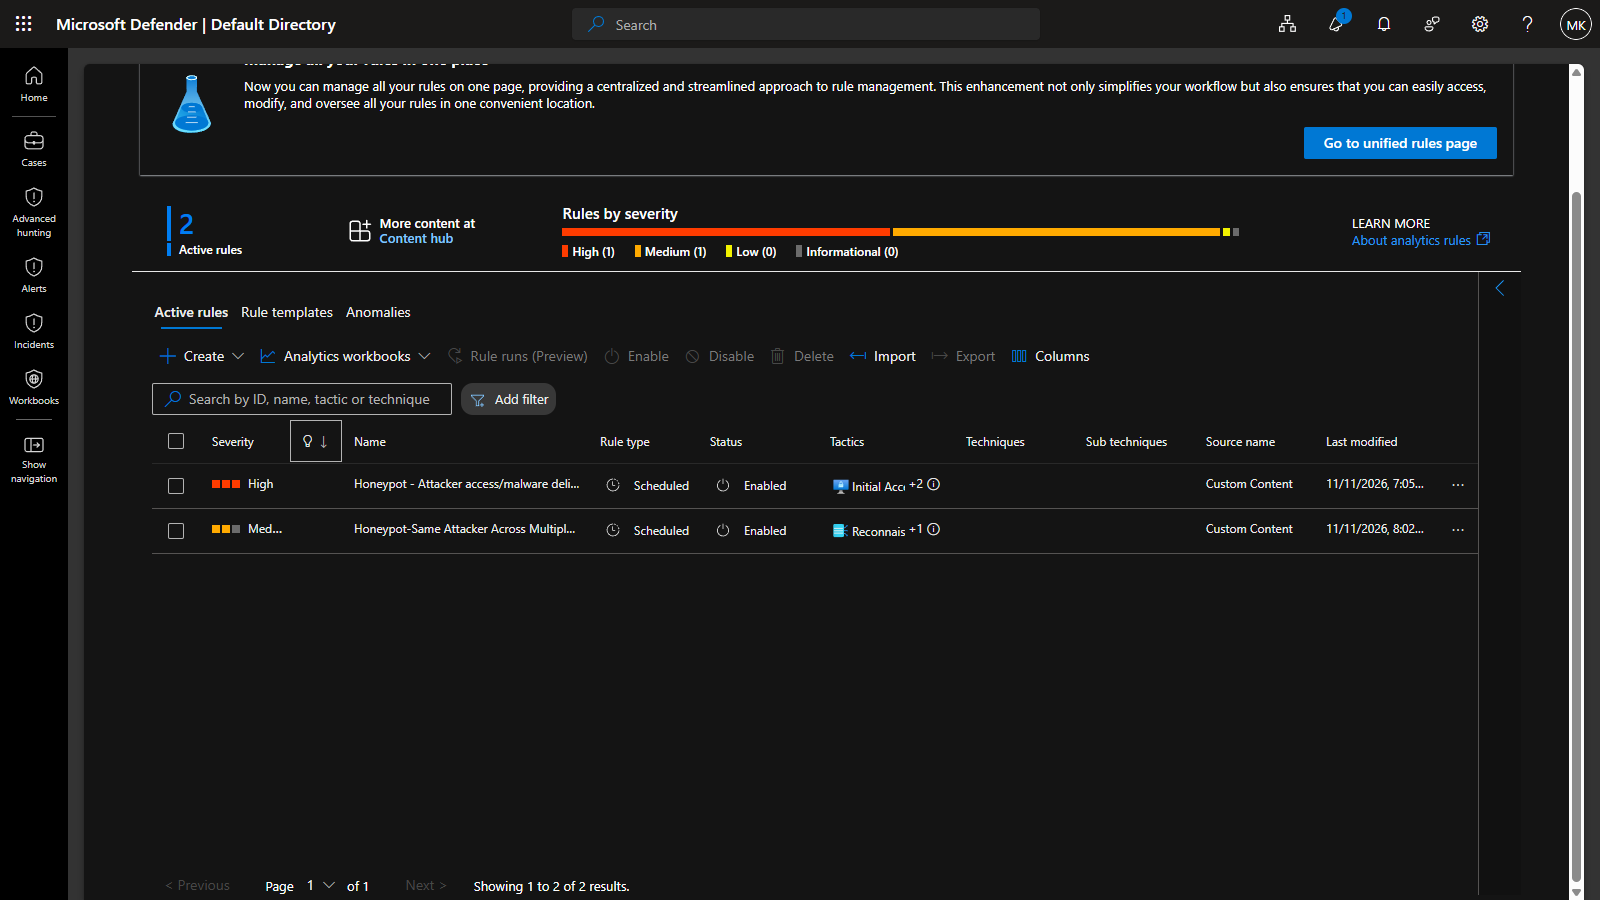 Microsoft Defender | Default Directory
Search
1
MK
Home
Cases
Advanced
hunting
Alerts
Incidents
Workbooks
Show
navigation
Manage all your rules in one place
Now you can manage all your rules on one page, providing a centralized and streamlined approach to rule management. This enhancement not only simplifies your workflow but also ensures that you can easily access,
modify, and oversee all your rules in one convenient location.
Go to unified rules page
2
Active rules
More content at
Content hub
Rules by severity
High (1) Medium (1) Low (0) Informational (0)
LEARN MORE
About analytics rules
Active rules Rule templates Anomalies
Create Analytics workbooks Rule runs (Preview) Enable Disable Delete Import Export Columns
Search by ID, name, tactic or technique Add filter
Severity Name Rule type Status Tactics Techniques Sub techniques Source name Last modified
High Honeypot - Attacker access/malware deli... Scheduled Enabled Initial Acc +2 Custom Content 11/11/2026, 7:05... ...
Med... Honeypot-Same Attacker Across Multipl... Scheduled Enabled Reconnais +1 Custom Content 11/11/2026, 8:02... ...
< Previous Page 1 of 1 Next > Showing 1 to 2 of 2 results.